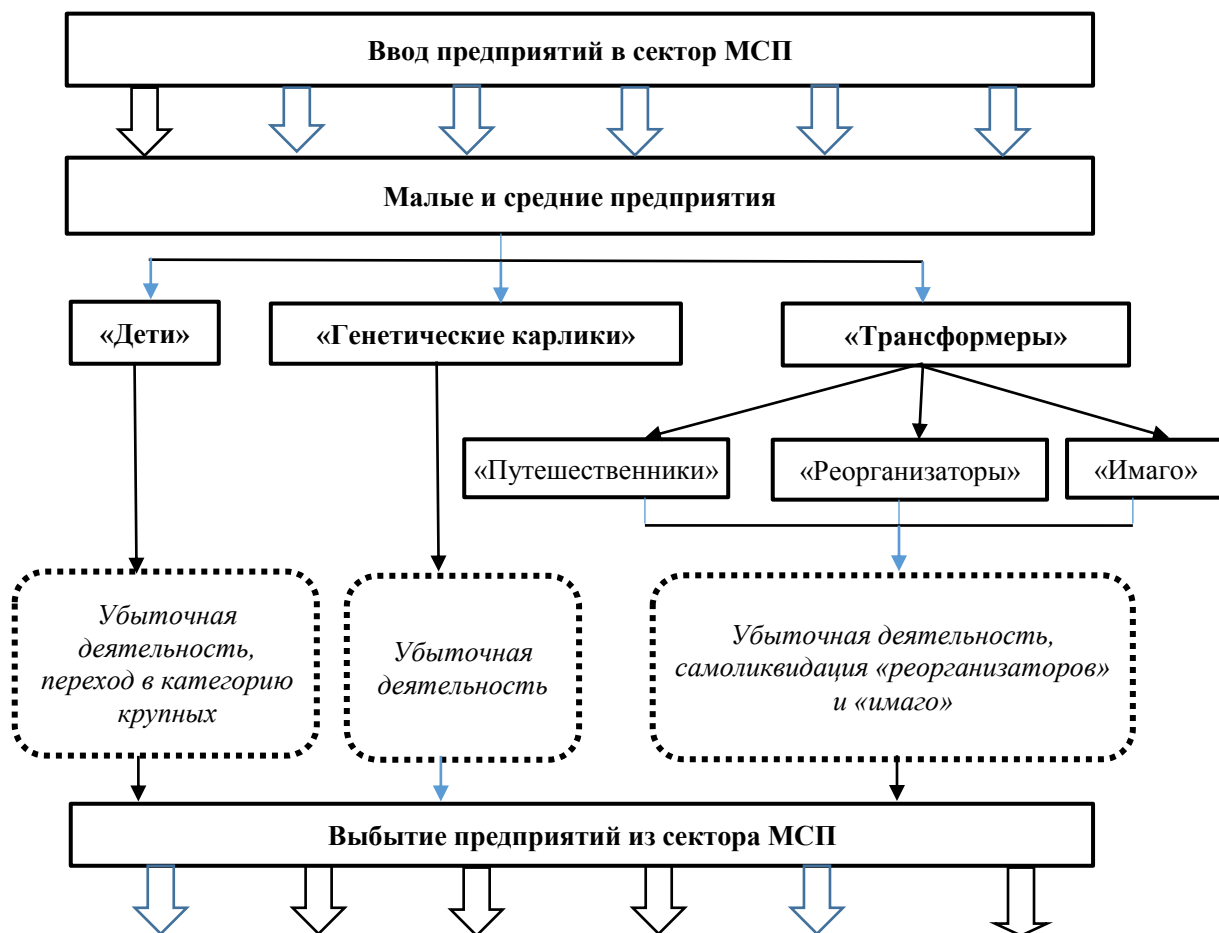 Ввод предприятий в сектор МСП
Малые и средние предприятия
«Дети»
«Генетические карлики»
«Трансформеры»
«Путешественники»
«Реорганизаторы»
«Имаго»
Убыточная
деятельность,
переход в категорию
крупных
Убыточная
деятельность
Убыточная деятельность,
самоликвидация «реорганизаторов»
и «имаго»
Выбытие предприятий из сектора МСП